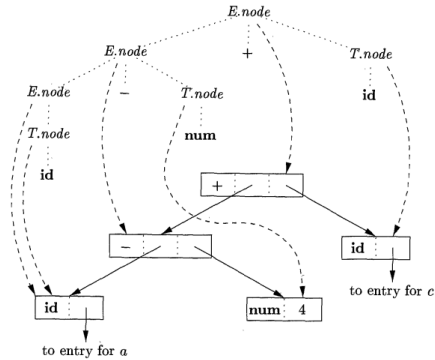 E.node
E.node + T.node
E.node − T.node id
T.node num
id
+
− id
to entry for c
id num 4
to entry for a